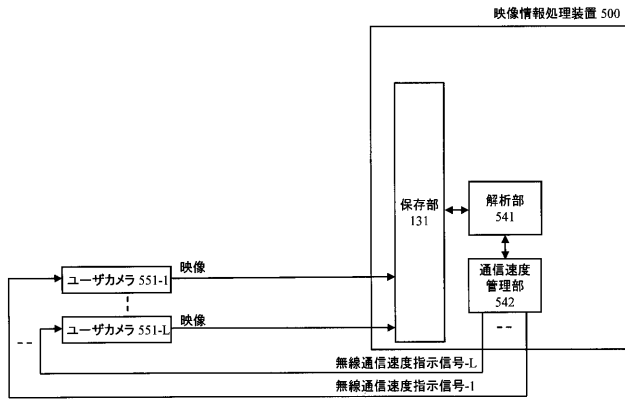 映像情報処理装置 500
保存部
131
解析部
541
通信速度
管理部
542
映像
ユーザカメラ 551-1
映像
ユーザカメラ 551-L
無線通信速度指示信号-L
無線通信速度指示信号-1